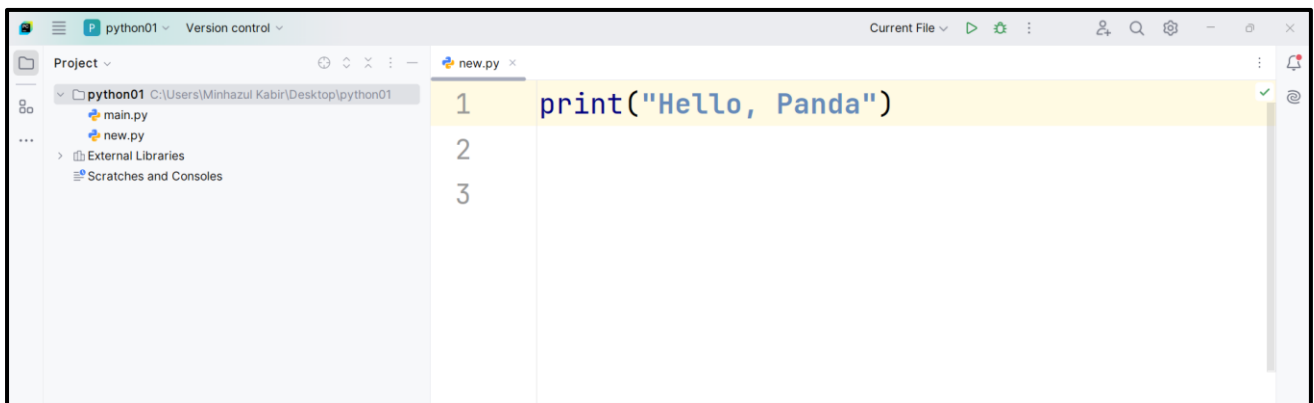 P python01 Version control Current File
Project
new.py
python01 C:\Users\Minhazul Kabir\Desktop\python01
main.py
new.py
External Libraries
Scratches and Consoles
1 print("Hello, Panda")
2
3